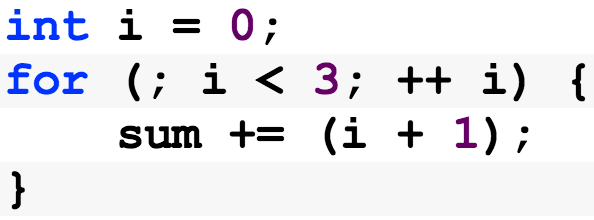 int i = 0;
for (; i < 3; ++ i) {
    sum += (i + 1);
}